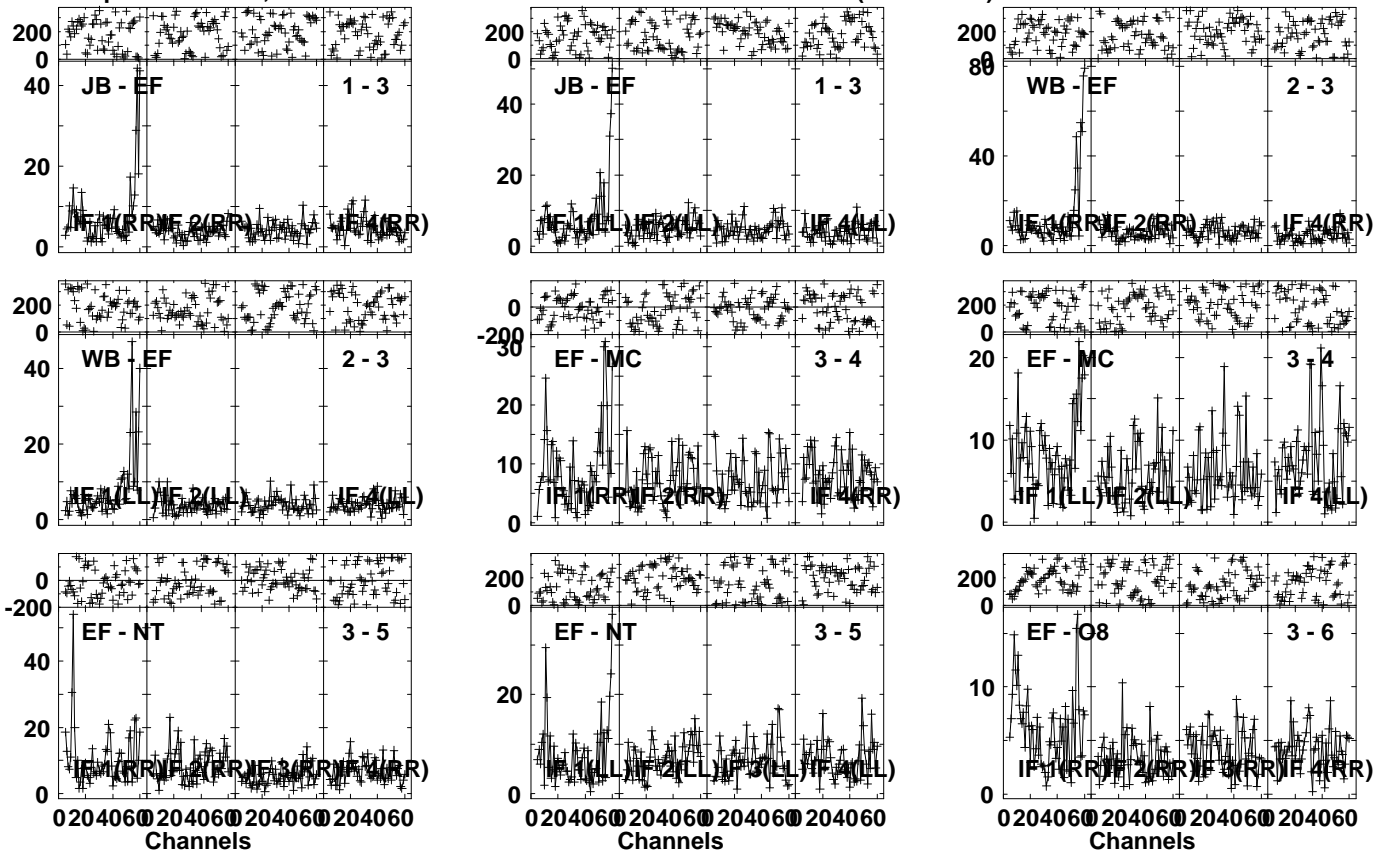 200 200 200
0 0 0
JB - EF 1 - 3 JB - EF 1 - 3 WB - EF 2 - 3
40 40 80
20 20 40
IF 1(RR) IF 2(RR) IF 4(RR) IF 1(LL) IF 2(LL) IF 4(LL) IF 1(RR) IF 2(RR) IF 4(RR)
0 0 0
200 0 200
0 -200 0
WB - EF 2 - 3 EF - MC 3 - 4 EF - MC 3 - 4
40 30 20
20 20 10
10
IF 1(LL) IF 2(LL) IF 4(LL) IF 1(RR) IF 2(RR) IF 4(RR) IF 1(LL) IF 2(LL) IF 4(LL)
0 0 0
0 200 200
-200 0 0
EF - NT 3 - 5 EF - NT 3 - 5 EF - O8 3 - 6
40 20 10
20
IF 1(RR) IF 2(RR) IF 3(RR) IF 4(RR) IF 1(LL) IF 2(LL) IF 3(LL) IF 4(LL) IF 1(RR) IF 2(RR) IF 3(RR) IF 4(RR)
0 0 0
0 20 40 60 0 20 40 60 0 20 40 60 0 20 40 60 0 20 40 60 0 20 40 60 0 20 40 60 0 20 40 60 0 20 40 60 0 20 40 60 0 20 40 60 0 20 40 60
Channels Channels Channels